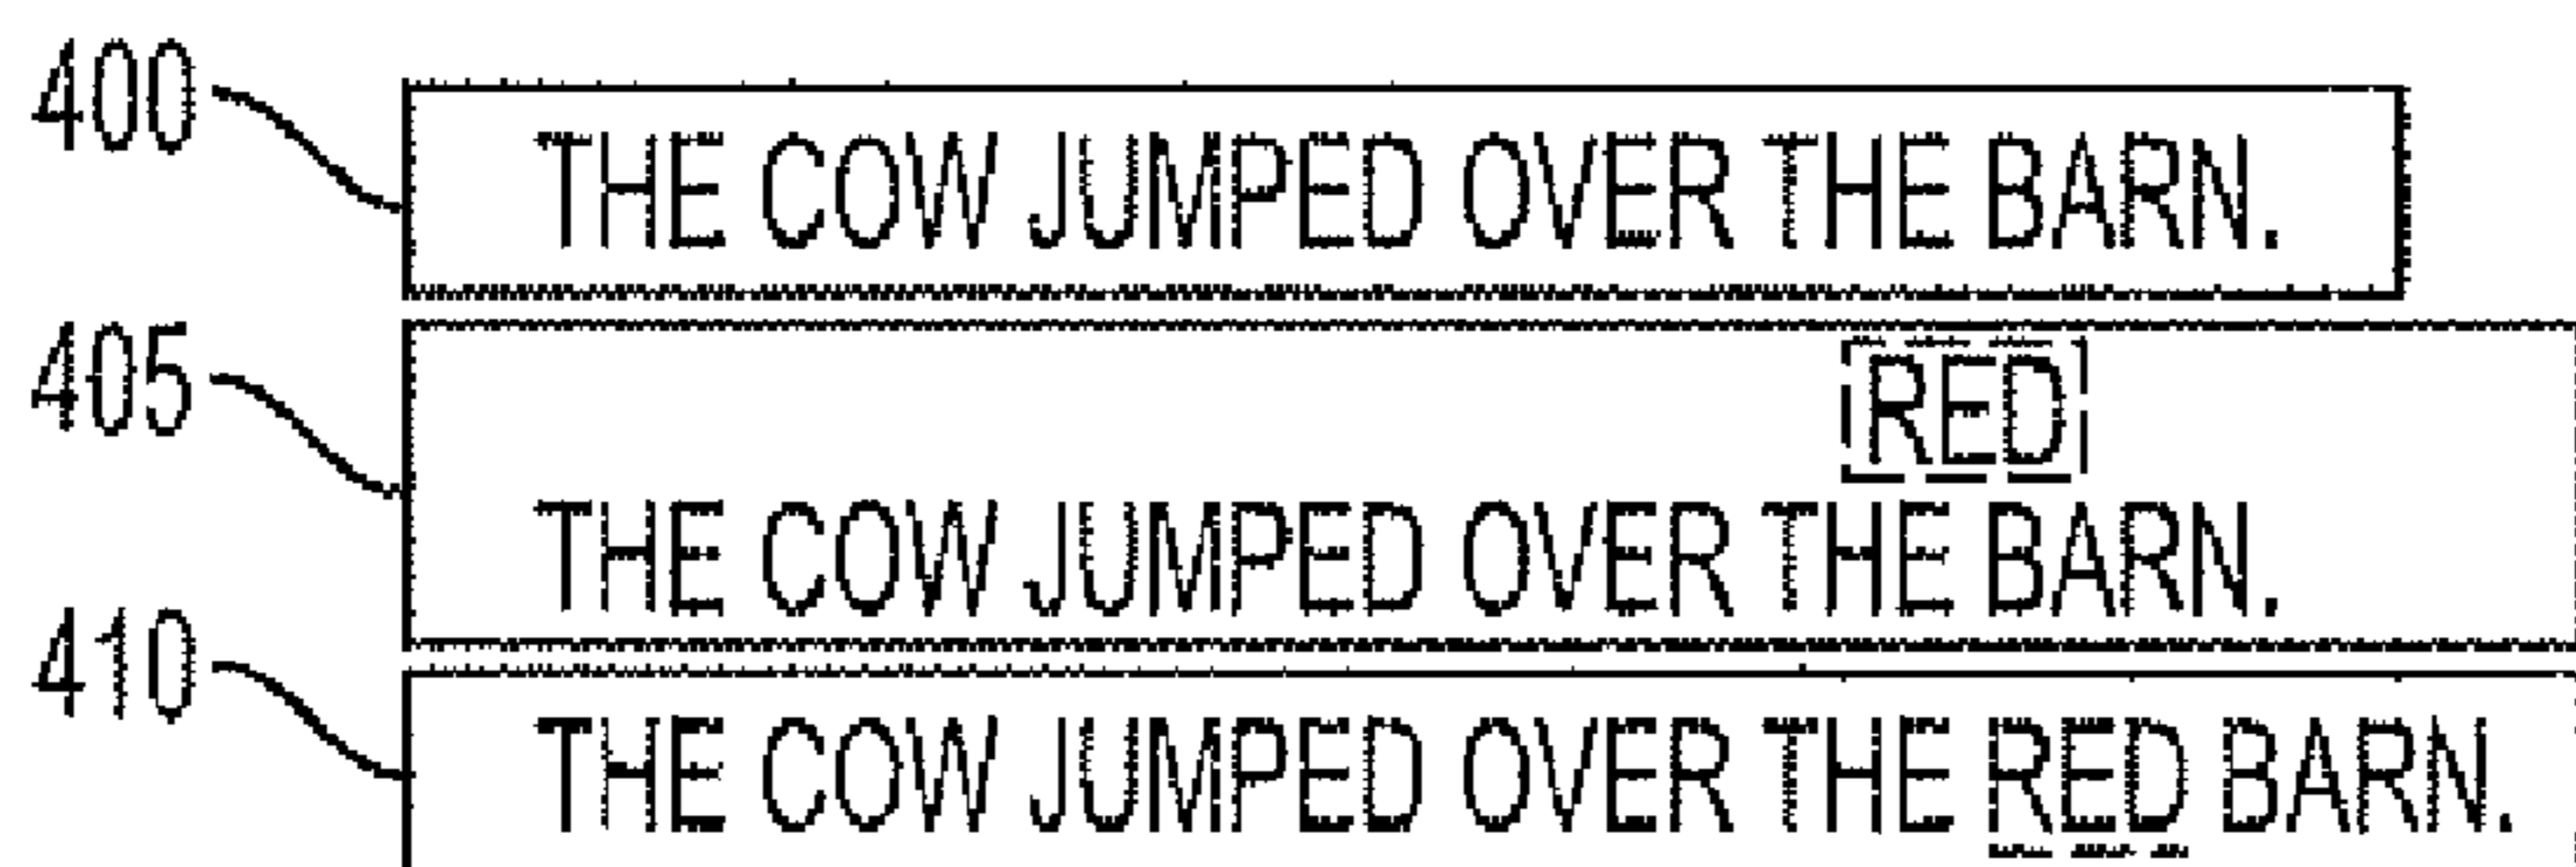 400
THE COW JUMPED OVER THE BARN.
405
RED
THE COW JUMPED OVER THE BARN.
410
THE COW JUMPED OVER THE RED BARN.